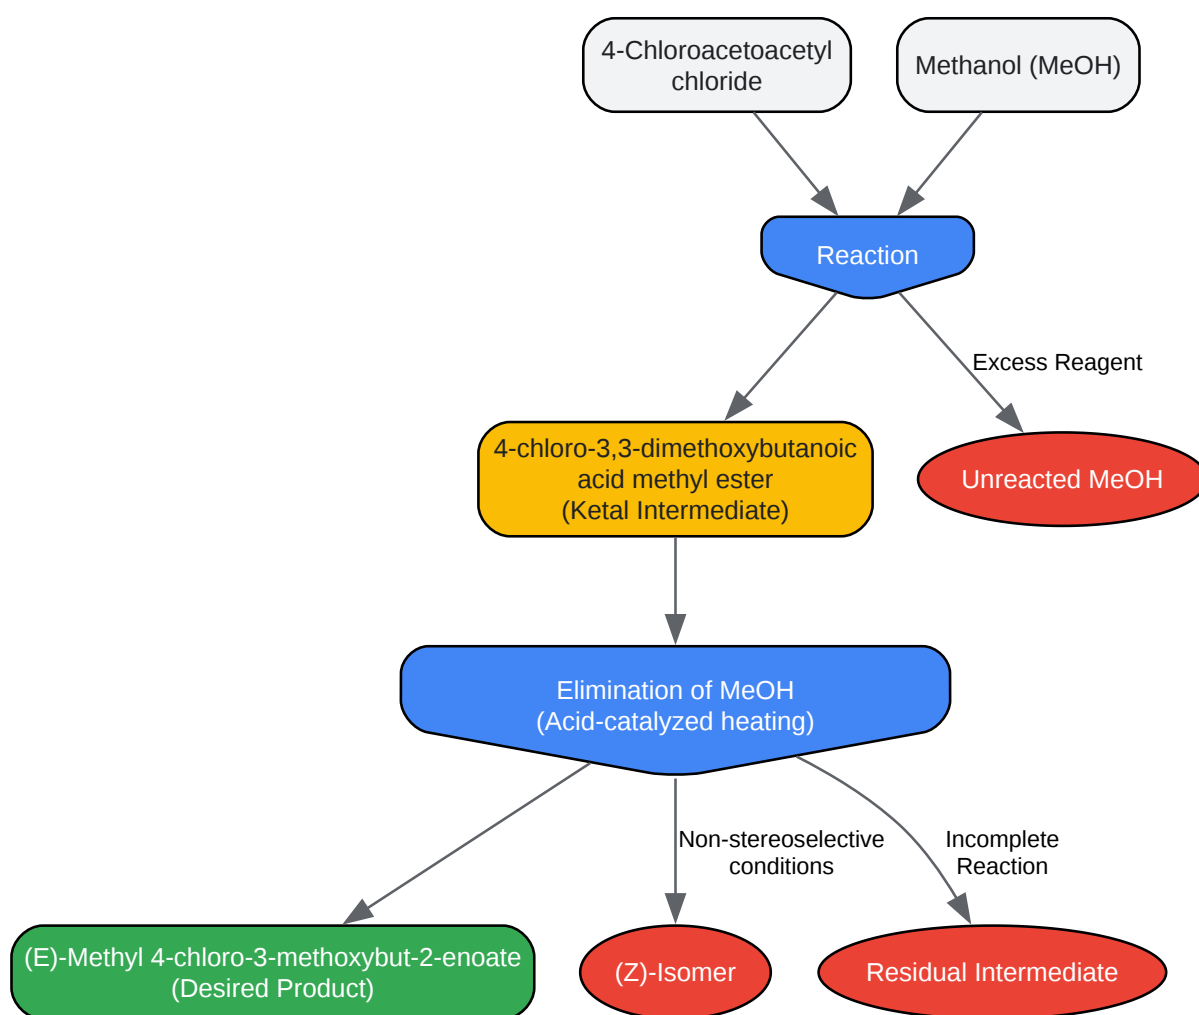 4-Chloroacetoacetyl
chloride
Methanol (MeOH)
Reaction
Excess Reagent
4-chloro-3,3-dimethoxybutanoic
acid methyl ester
(Ketal Intermediate)
Unreacted MeOH
Elimination of MeOH
(Acid-catalyzed heating)
Non-stereoselective
conditions
Incomplete
Reaction
(E)-Methyl 4-chloro-3-methoxybut-2-enoate
(Desired Product)
(Z)-Isomer
Residual Intermediate